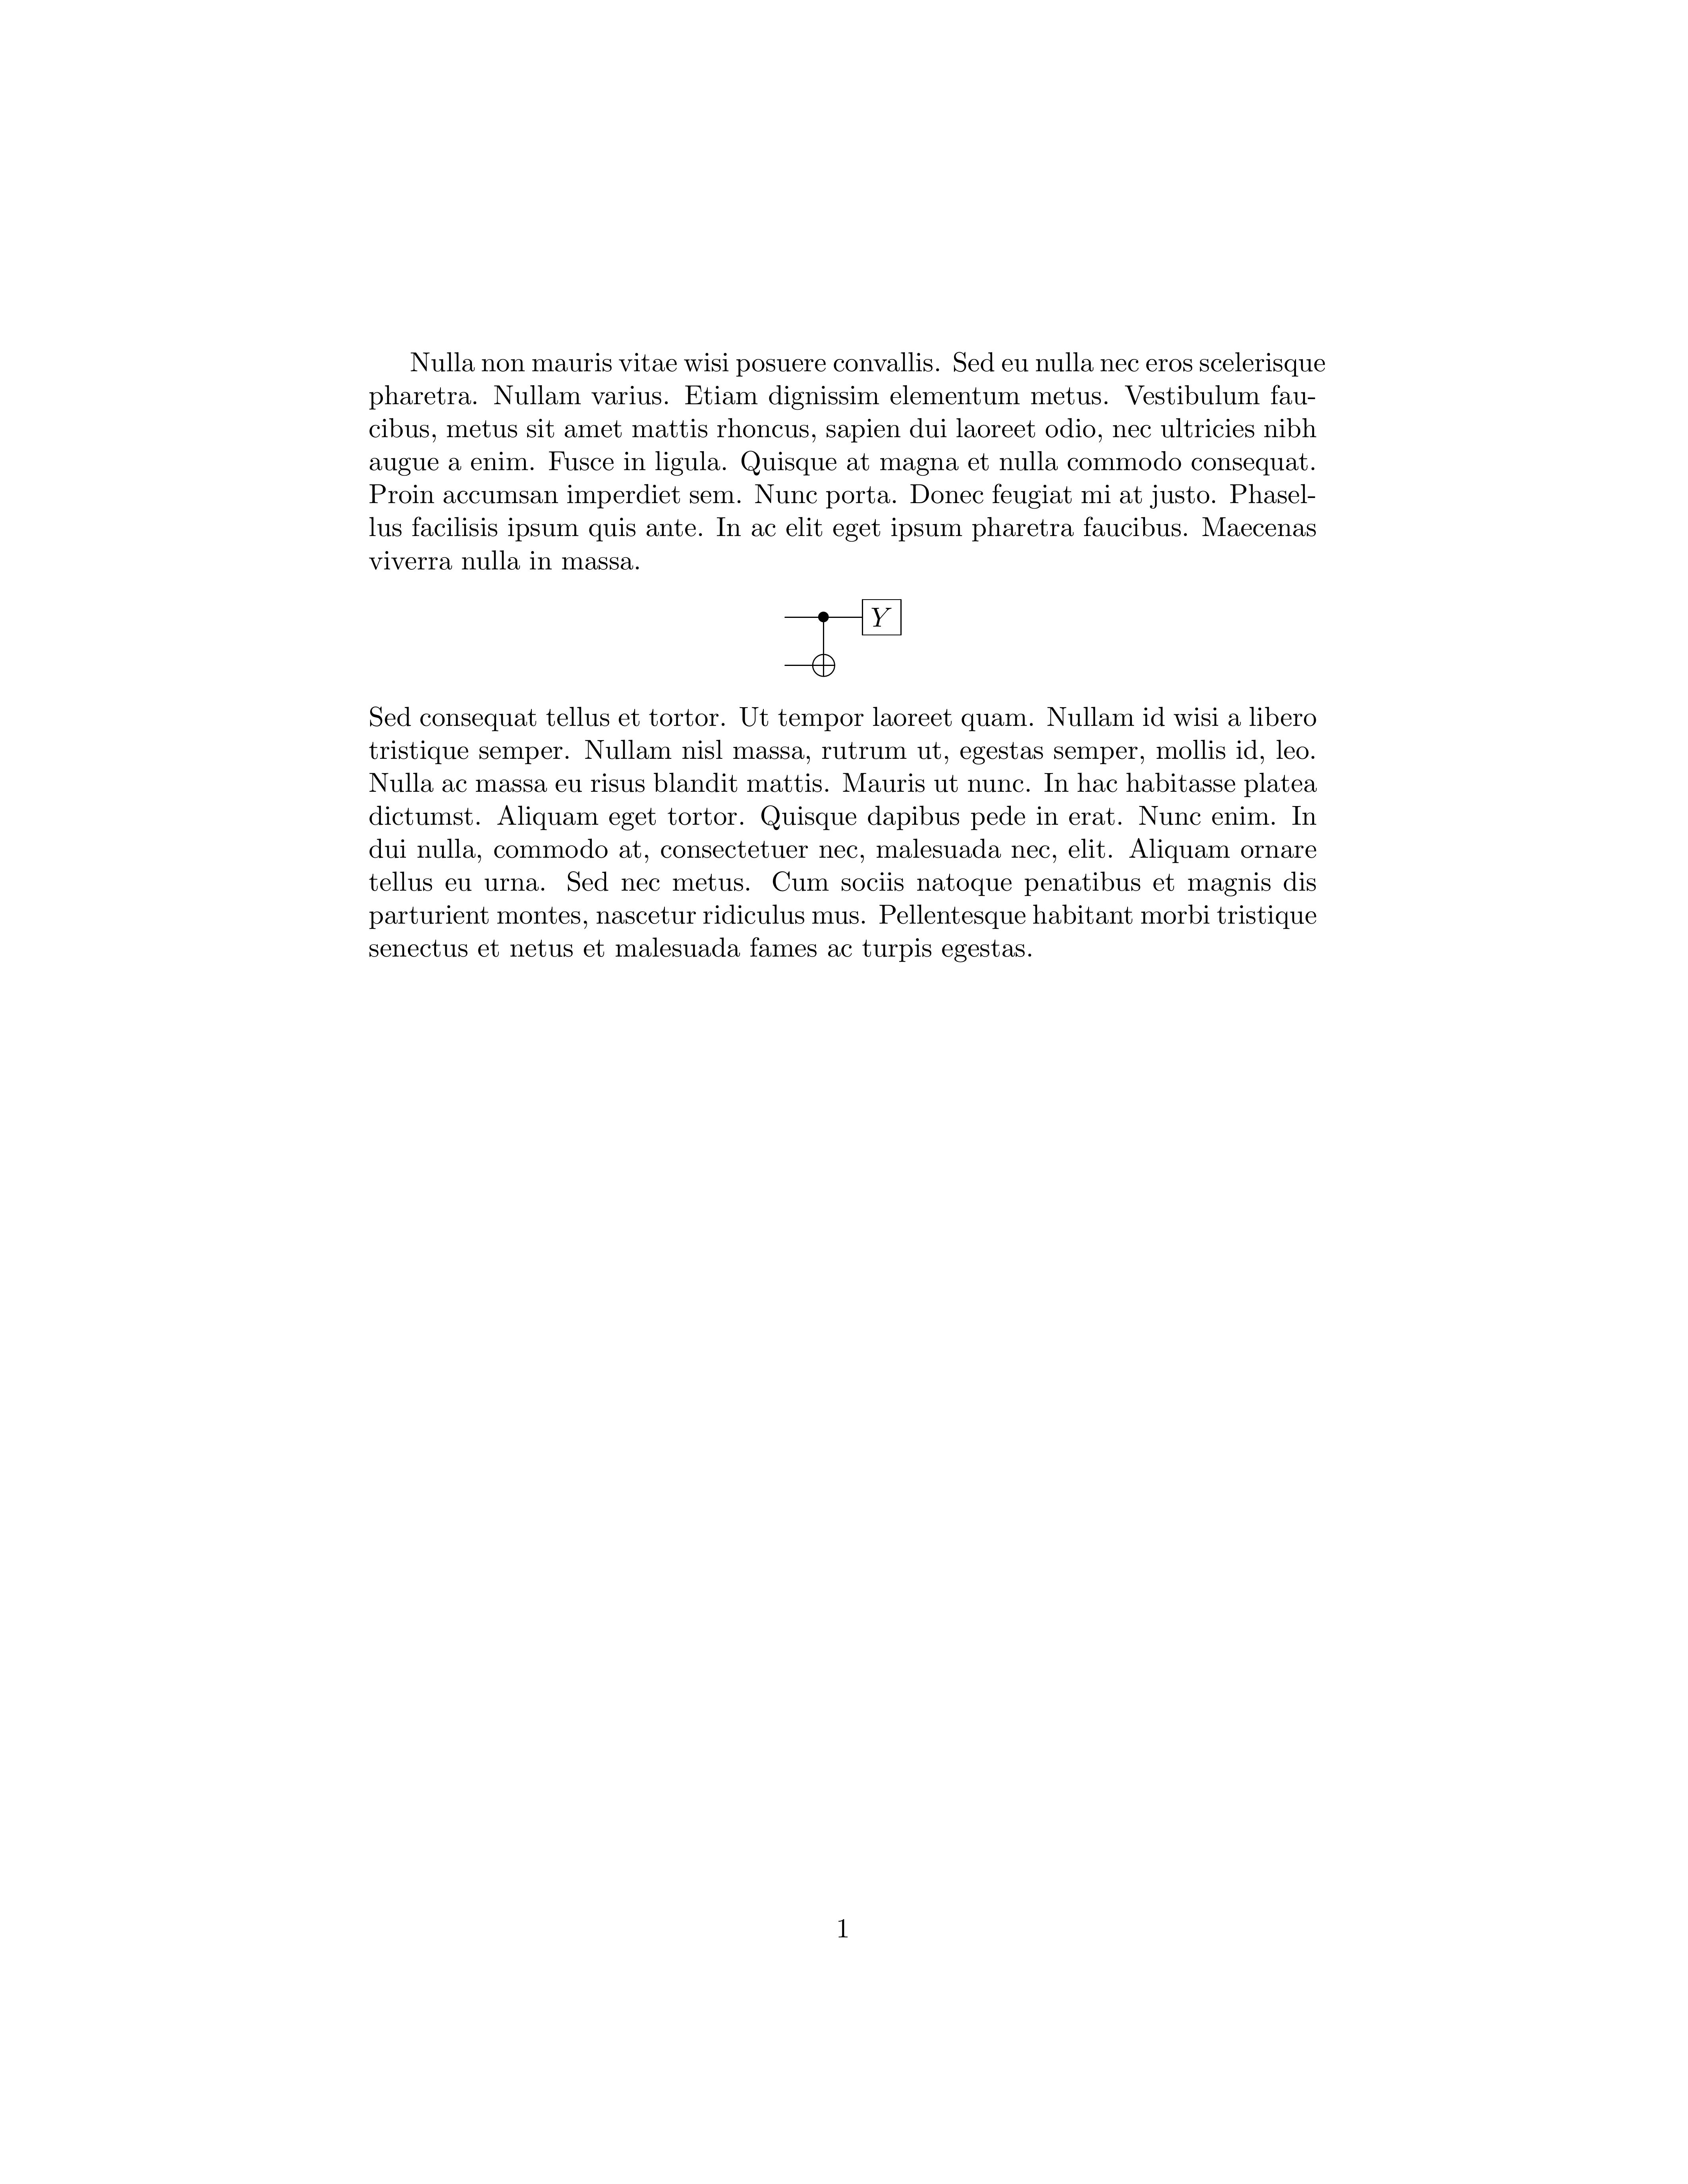 Nulla non mauris vitae wisi posuere convallis. Sed eu nulla nec eros scelerisque
pharetra. Nullam varius. Etiam dignissim elementum metus. Vestibulum fau-
cibus, metus sit amet mattis rhoncus, sapien dui laoreet odio, nec ultricies nibh
augue a enim. Fusce in ligula. Quisque at magna et nulla commodo consequat.
Proin accumsan imperdiet sem. Nunc porta. Donec feugiat mi at justo. Phasel-
lus facilisis ipsum quis ante. In ac elit eget ipsum pharetra faucibus. Maecenas
viverra nulla in massa.
Y
Sed consequat tellus et tortor. Ut tempor laoreet quam. Nullam id wisi a libero
tristique semper. Nullam nisl massa, rutrum ut, egestas semper, mollis id, leo.
Nulla ac massa eu risus blandit mattis. Mauris ut nunc. In hac habitasse platea
dictumst. Aliquam eget tortor. Quisque dapibus pede in erat. Nunc enim. In
dui nulla, commodo at, consectetuer nec, malesuada nec, elit. Aliquam ornare
tellus eu urna. Sed nec metus. Cum sociis natoque penatibus et magnis dis
parturient montes, nascetur ridiculus mus. Pellentesque habitant morbi tristique
senectus et netus et malesuada fames ac turpis egestas.
1